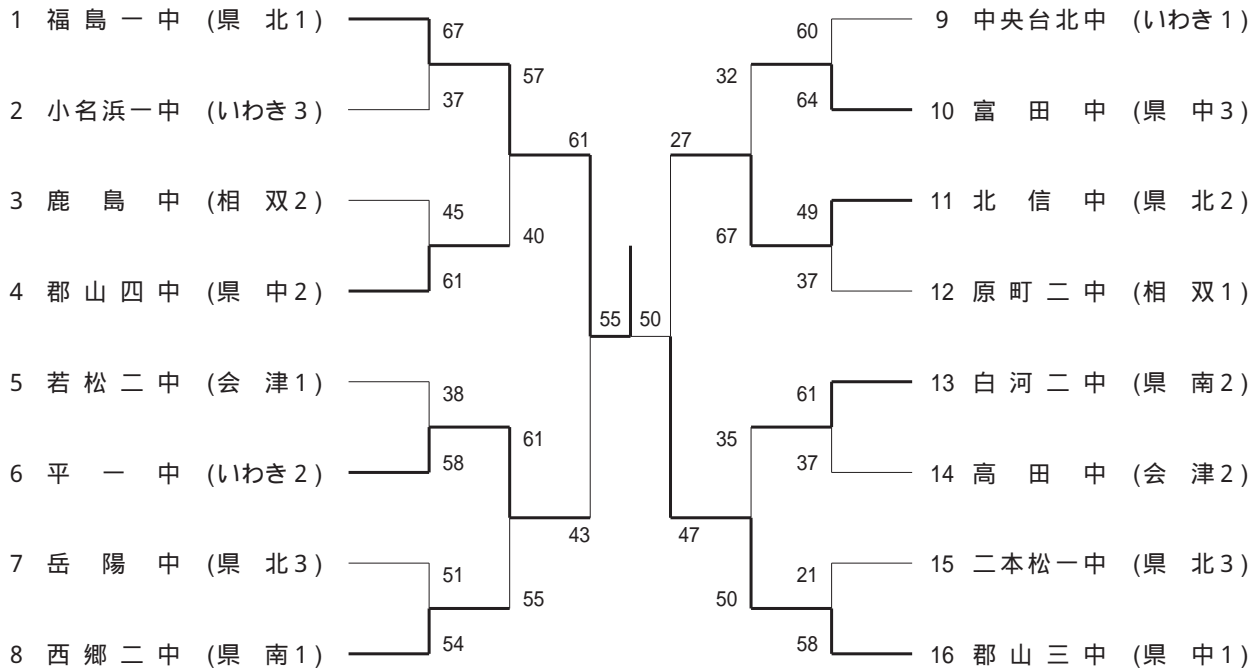 1 福島一中 (県 北1)
67
57
2 小名浜一中 (いわき3)
37
61
3 鹿島中 (相 双2)
45
40
4 郡山四中 (県 中2)
61
55
5 若松二中 (会 津1)
38
61
6 平一中 (いわき2)
58
43
7 岳陽中 (県 北3)
51
55
8 西郷二中 (県 南1)
54
9 中央台北中 (いわき1)
60
32
10 富田中 (県 中3)
64
27
11 北信中 (県 北2)
49
67
12 原町二中 (相 双1)
37
50
13 白河二中 (県 南2)
61
35
14 高田中 (会 津2)
37
47
15 二本松一中 (県 北3)
21
50
16 郡山三中 (県 中1)
58